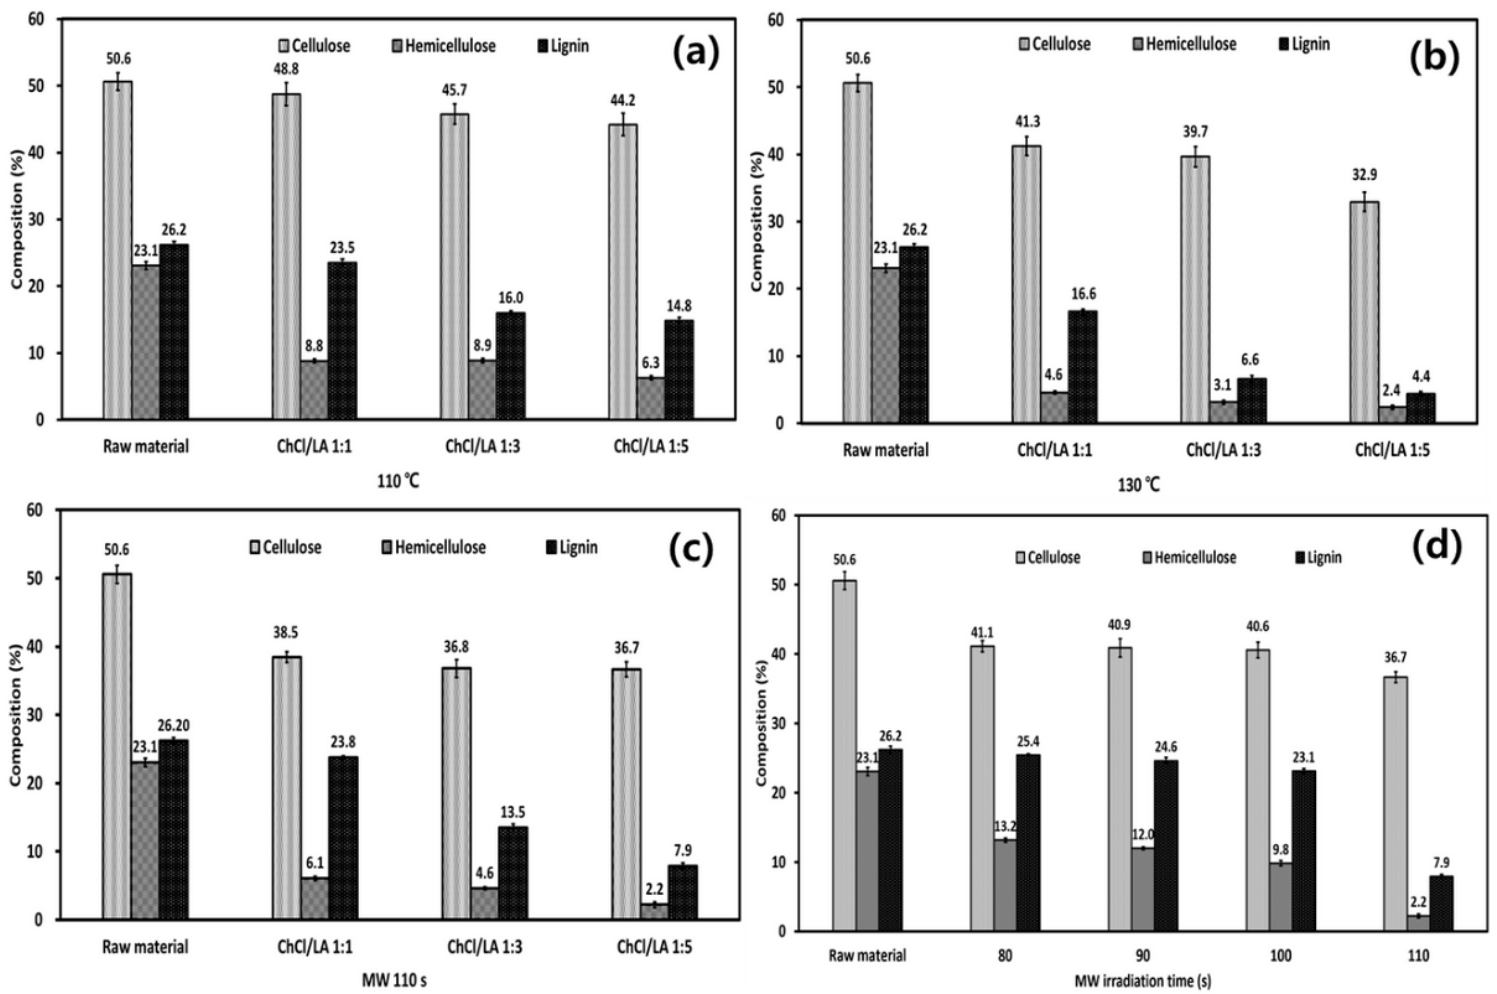 (a)
Cellulose Hemicellulose Lignin
Composition (%)
60
50
40
30
20
10
0
50.6 23.1 26.2
48.8 8.8 23.5
45.7 8.9 16.0
44.2 6.3 14.8
Raw material ChCl/LA 1:1 ChCl/LA 1:3 ChCl/LA 1:5
110 °C
(b)
Cellulose Hemicellulose Lignin
Composition (%)
60
50
40
30
20
10
0
50.6 23.1 26.2
41.3 4.6 16.6
39.7 3.1 6.6
32.9 2.4 4.4
Raw material ChCl/LA 1:1 ChCl/LA 1:3 ChCl/LA 1:5
130 °C
(c)
Cellulose Hemicellulose Lignin
Composition (%)
60
50
40
30
20
10
0
50.6 23.1 26.20
38.5 6.1 23.8
36.8 4.6 13.5
36.7 2.2 7.9
Raw material ChCl/LA 1:1 ChCl/LA 1:3 ChCl/LA 1:5
MW 110 s
(d)
Cellulose Hemicellulose Lignin
Composition (%)
60
50
40
30
20
10
0
50.6 23.1 26.2
41.1 13.2 25.4
40.9 12.0 24.6
40.6 9.8 23.1
36.7 2.2 7.9
Raw material 80 90 100 110
MW irradiation time (s)